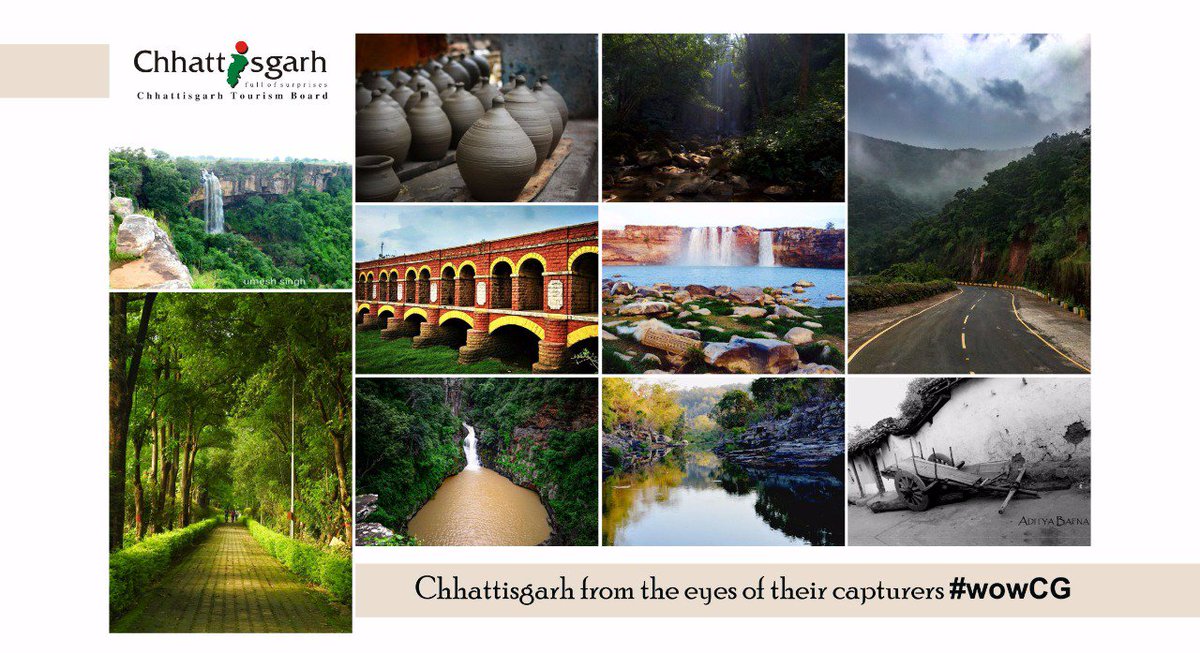 Chhattisgarh
full of surprises
Chhattisgarh Tourism Board
umesh singh
Aditya Bafna
Chhattisgarh from the eyes of their capturers #wowCG